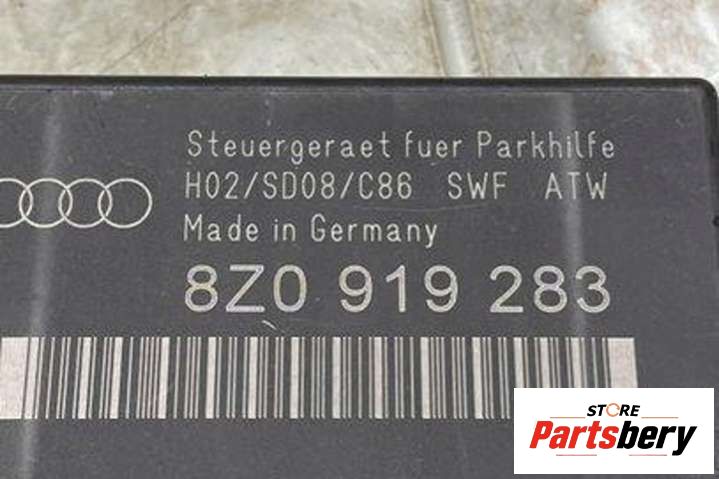 Steuergeraet fuer Parkhilfe
H02/SD08/C86 SWF ATW
Made in Germany
8Z0 919 283
STORE
Partsbery